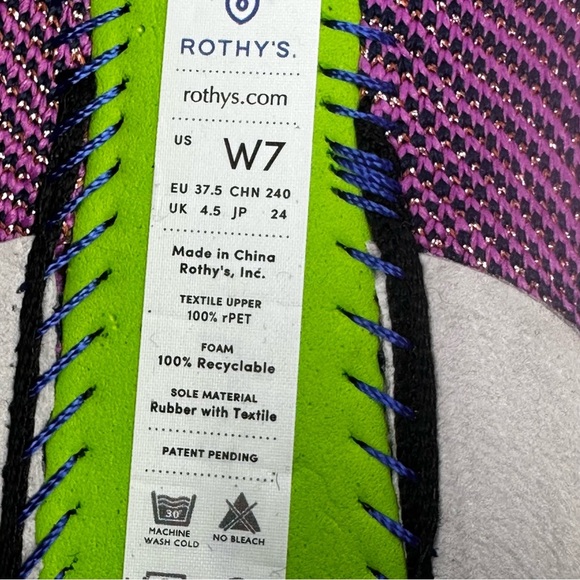 ROTHY'S.
rothys.com
US W7
EU 37.5 CHN 240
UK 4.5 JP 24
Made in China
Rothy's, Inc.
TEXTILE UPPER
100% rPET
FOAM
100% Recyclable
SOLE MATERIAL
Rubber with Textile
PATENT PENDING
30°
MACHINE
WASH COLD
NO BLEACH